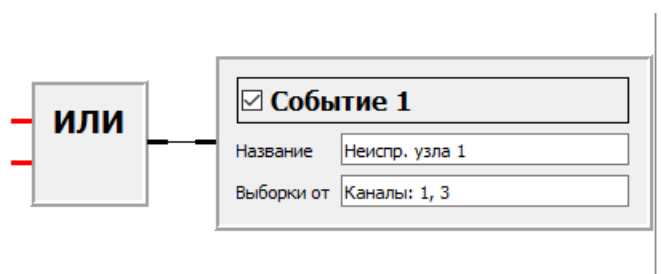 ИЛИ
Событие 1
Название Неиспр. узла 1
Выборки от Каналы: 1, 3